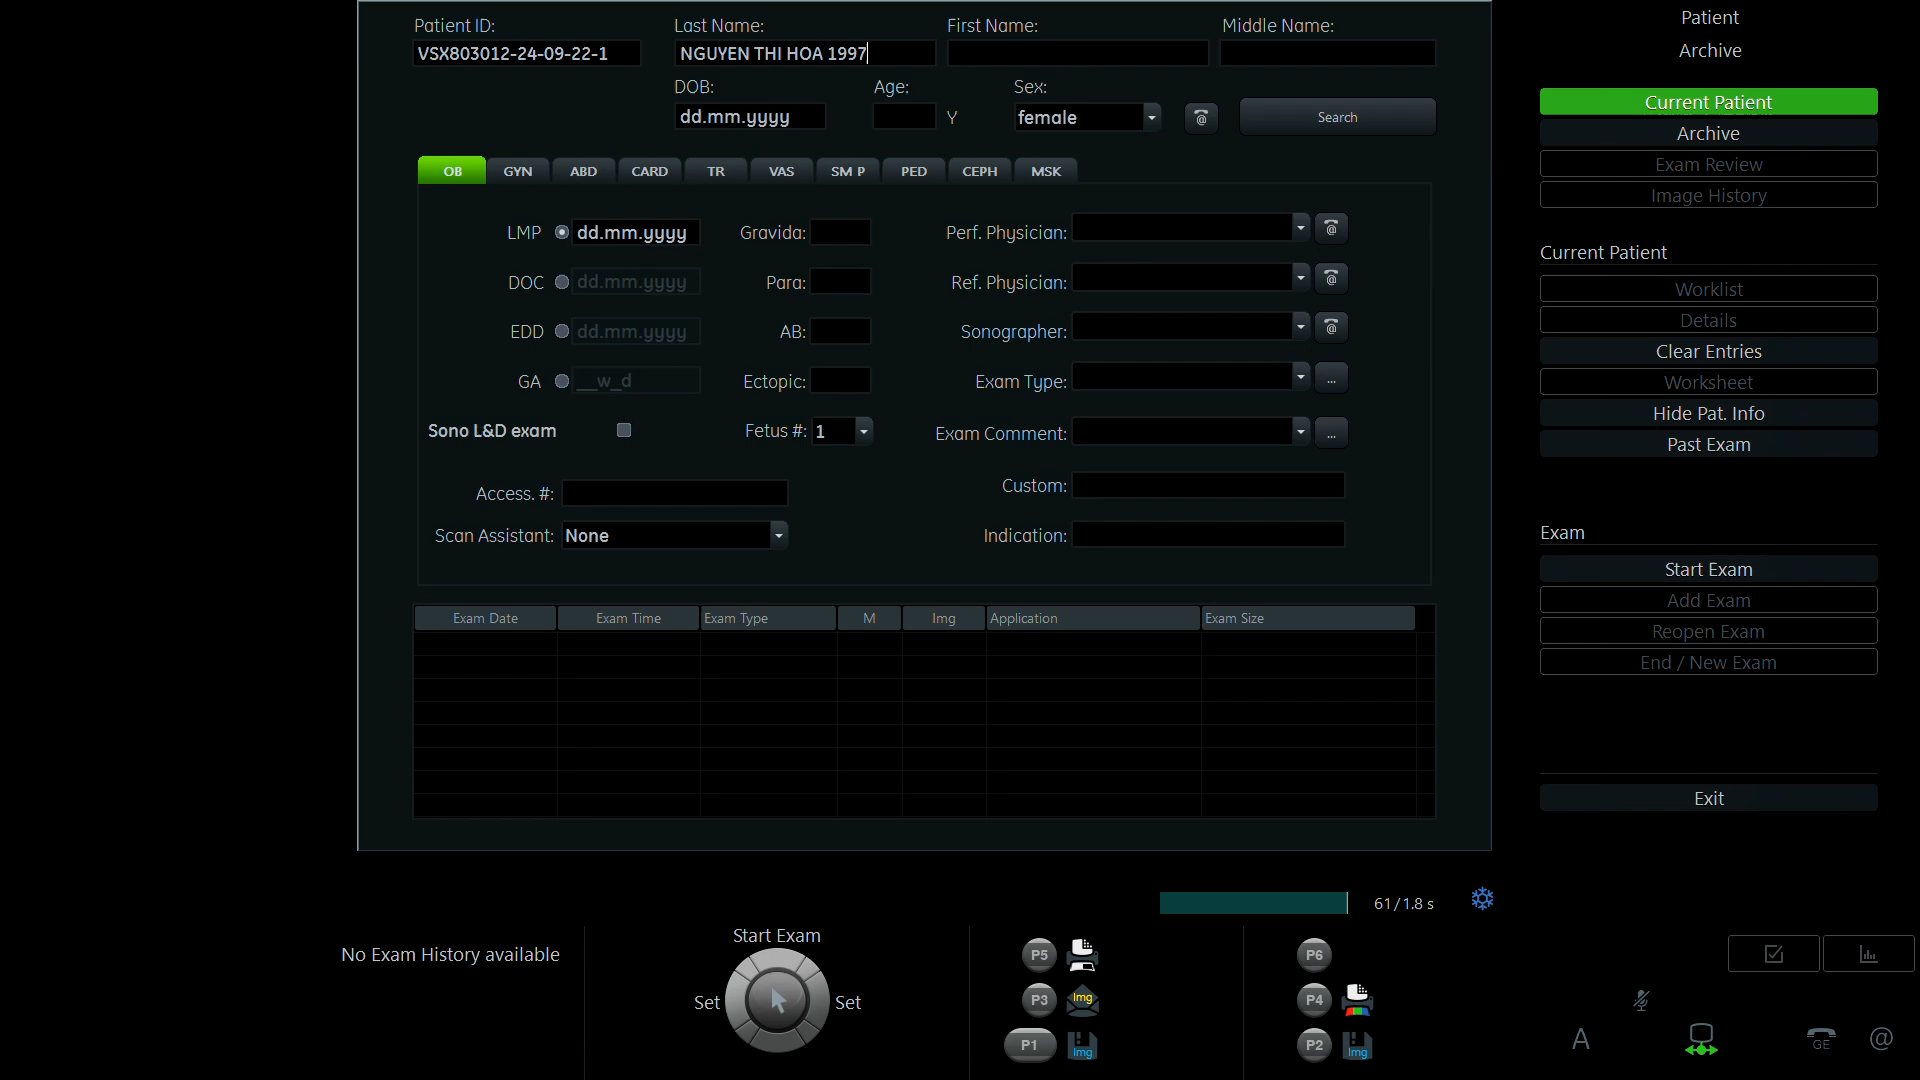 Patient ID: Last Name: First Name: Middle Name:
VSX803012-24-09-22-1 NGUYEN THI HOA 1997
DOB: Age: Sex:
dd.mm.yyyy Y female @ Search
OB GYN ABD CARD TR VAS SM P PED CEPH MSK
LMP dd.mm.yyyy Gravida: Perf. Physician: @
DOC dd.mm.yyyy Para: Ref. Physician: @
EDD dd.mm.yyyy AB: Sonographer: @
GA __w_d Ectopic: Exam Type: ...
Sono L&D exam Fetus #: 1 Exam Comment: ...
Access. #: Custom:
Scan Assistant: None Indication:
Exam Date Exam Time Exam Type M Img Application Exam Size
61/1.8 s
No Exam History available
Start Exam
Set Set
P5
P3 Img
P1 Img
P6
P4
P2 Img
Patient
Archive
Current Patient
Archive
Exam Review
Image History
Current Patient
Worklist
Details
Clear Entries
Worksheet
Hide Pat. Info
Past Exam
Exam
Start Exam
Add Exam
Reopen Exam
End / New Exam
Exit
A GE @